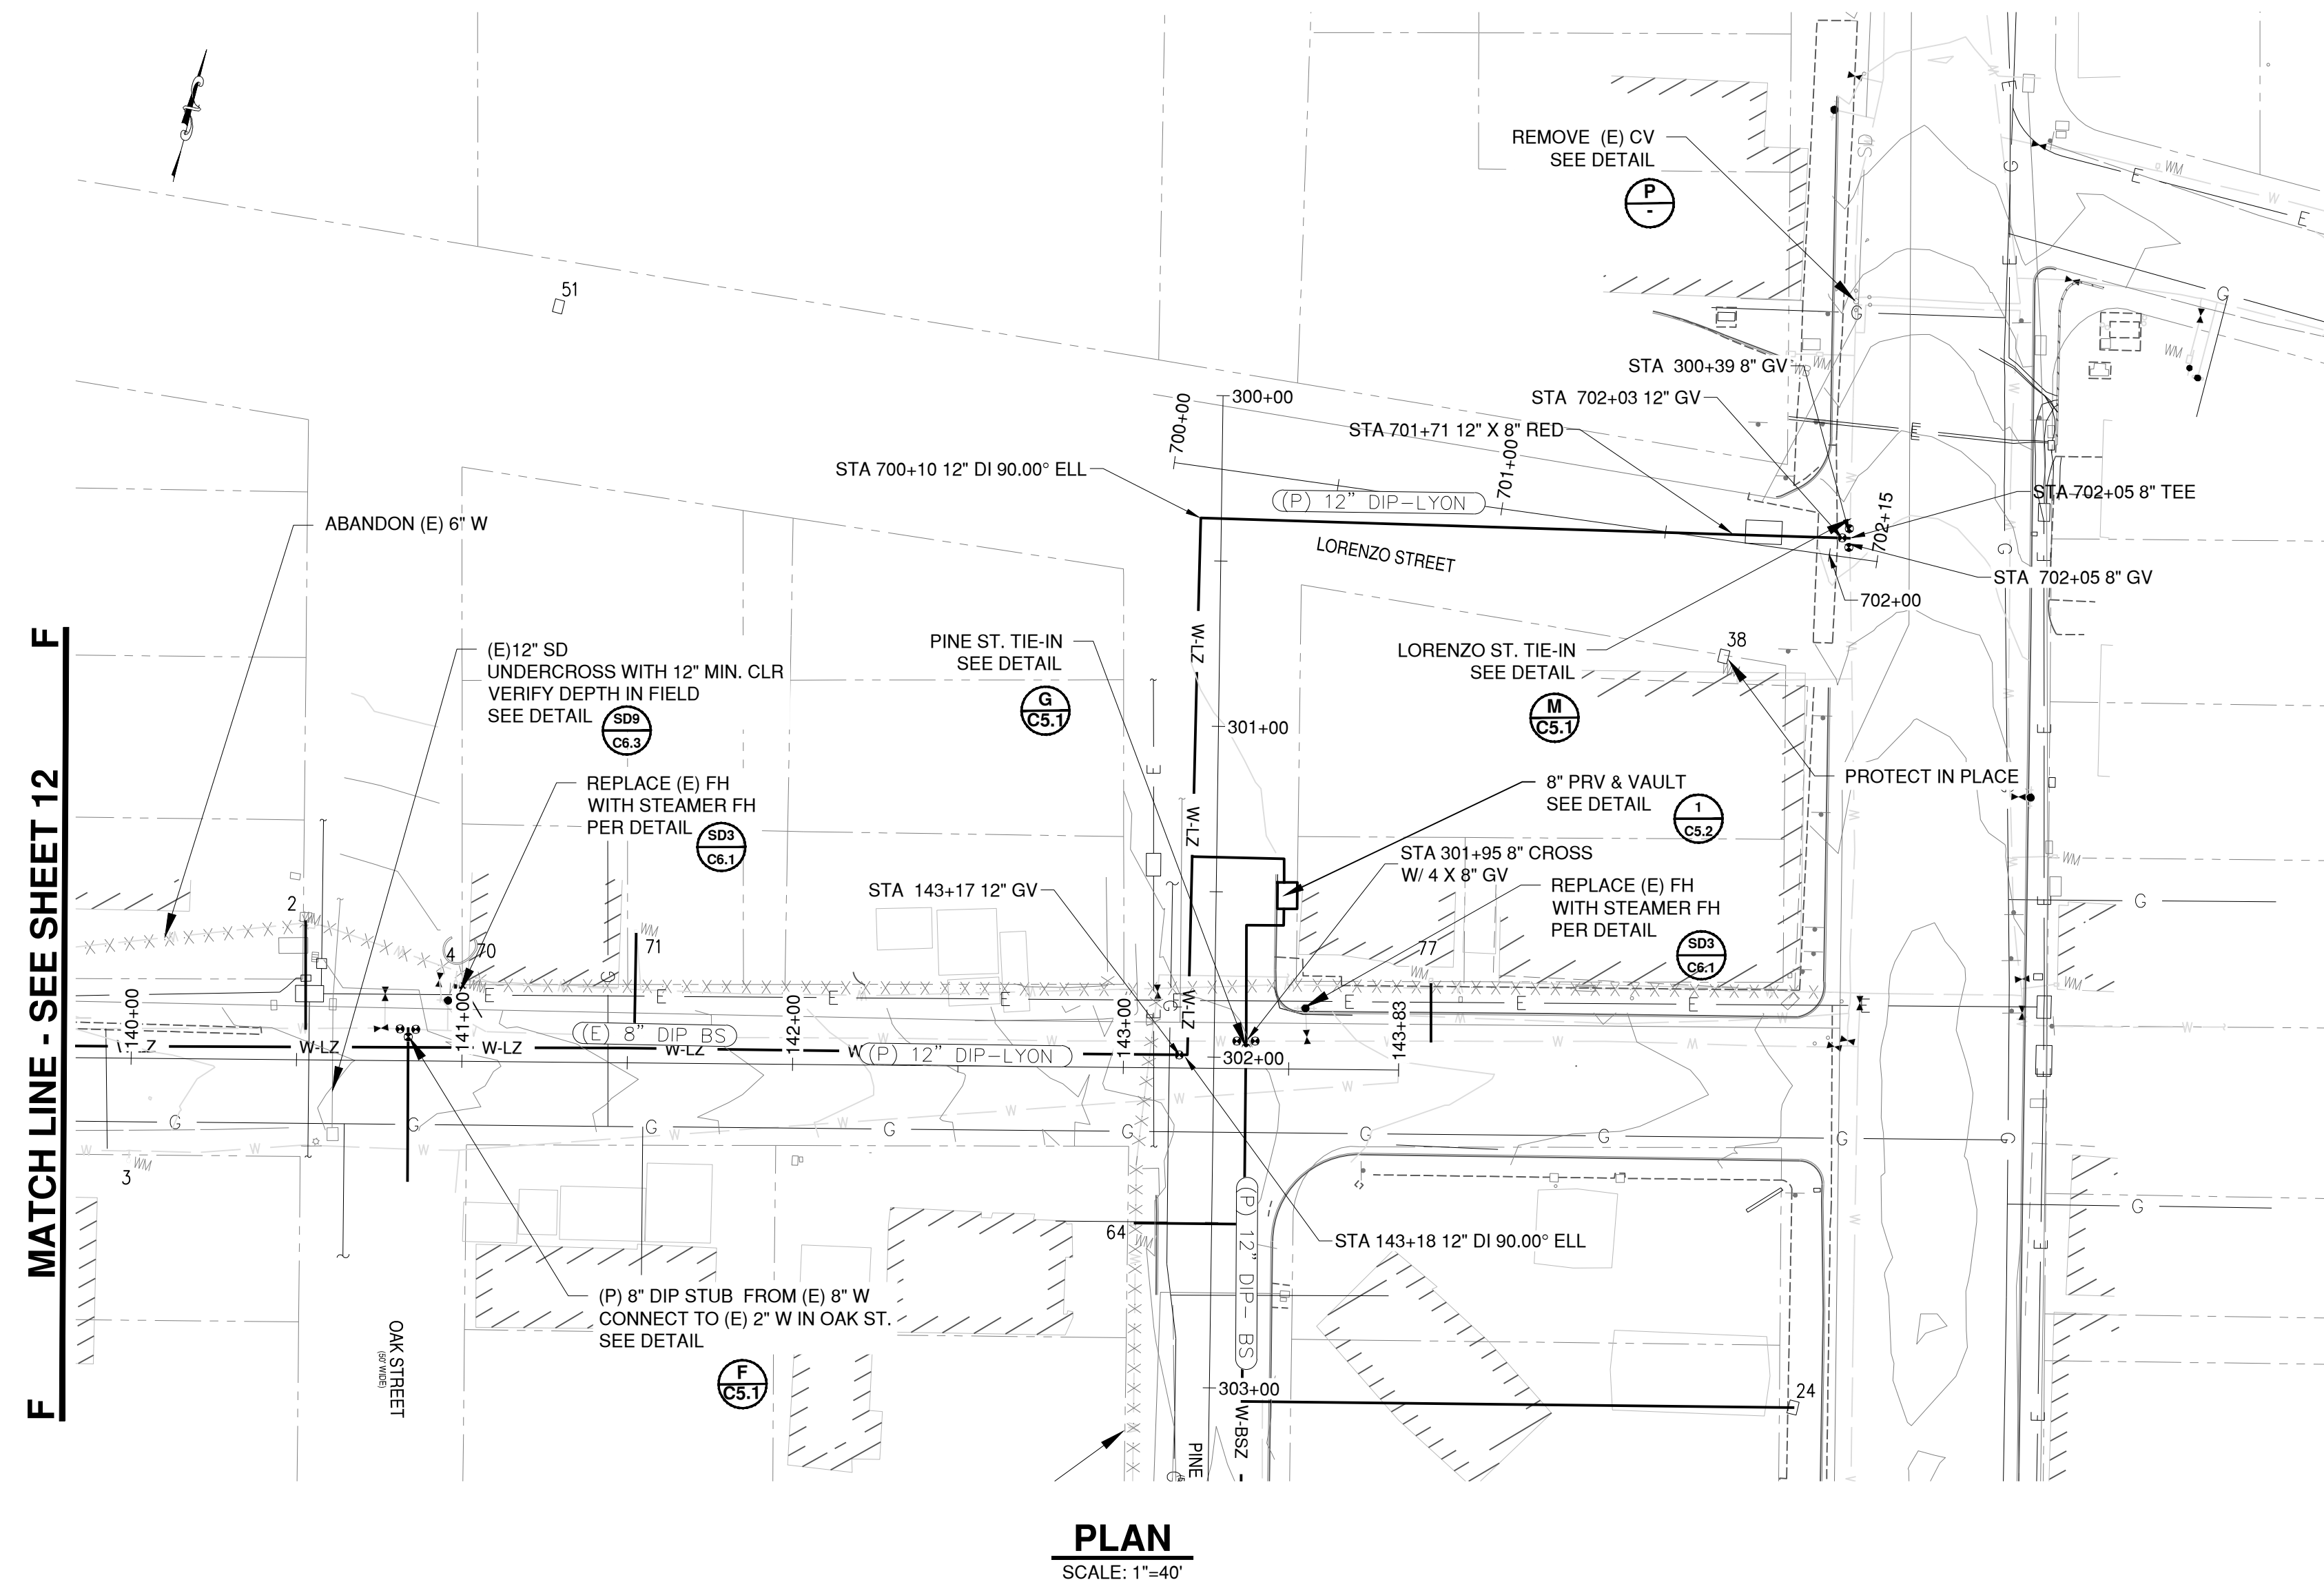 REMOVE (E) CV
SEE DETAIL
P
-
51
STA 300+39 8" GV
STA 702+03 12" GV
STA 701+71 12" X 8" RED
300+00
700+00
701+00
STA 700+10 12" DI 90.00° ELL
(P) 12" DIP-LYON
LORENZO STREET
STA 702+05 8" TEE
702+15
STA 702+05 8" GV
702+00
ABANDON (E) 6" W
(E)12" SD
UNDERCROSS WITH 12" MIN. CLR
VERIFY DEPTH IN FIELD
SEE DETAIL
SD9
C6.3
PINE ST. TIE-IN
SEE DETAIL
G
C5.1
LORENZO ST. TIE-IN
SEE DETAIL
M
C5.1
38
PROTECT IN PLACE
W-LZ
301+00
REPLACE (E) FH
WITH STEAMER FH
PER DETAIL
SD3
C6.1
8" PRV & VAULT
SEE DETAIL
1
C5.2
W-LZ
STA 301+95 8" CROSS
W/ 4 X 8" GV
STA 143+17 12" GV
REPLACE (E) FH
WITH STEAMER FH
PER DETAIL
SD3
C6.1
F MATCH LINE - SEE SHEET 12 F
2
4
70
71
WM
77
WM
140+00
141+00
142+00
143+00
143+83
W-LZ
(E) 8" DIP BS
W-LZ
W-LZ
W-LZ
(P) 12" DIP-LYON
302+00
E
E
E
E
E
E
E
G
G
G
G
G
G
G
G
3
WM
64
WM
STA 143+18 12" DI 90.00° ELL
(P) 8" DIP STUB FROM (E) 8" W
CONNECT TO (E) 2" W IN OAK ST.
SEE DETAIL
F
C5.1
OAK STREET
(50' WIDE)
(P) 12" DIP- BS
303+00
24
W-BSZ
PINE
PLAN
SCALE: 1"=40'